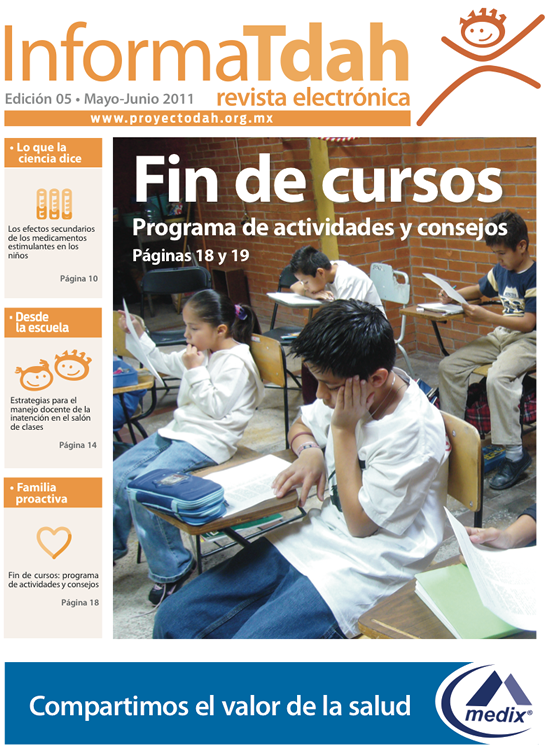 InformaTdah
Edición 05 • Mayo-Junio 2011
revista electrónica
www.proyectodah.org.mx
• Lo que la
ciencia dice
Los efectos secundarios
de los medicamentos
estimulantes en los
niños
Página 10
• Desde
la escuela
Estrategias para el
manejo docente de la
inatención en el salón
de clases
Página 14
• Familia
proactiva
Fin de cursos: programa
de actividades y consejos
Página 18
Fin de cursos
Programa de actividades y consejos
Páginas 18 y 19
Compartimos el valor de la salud
medix®